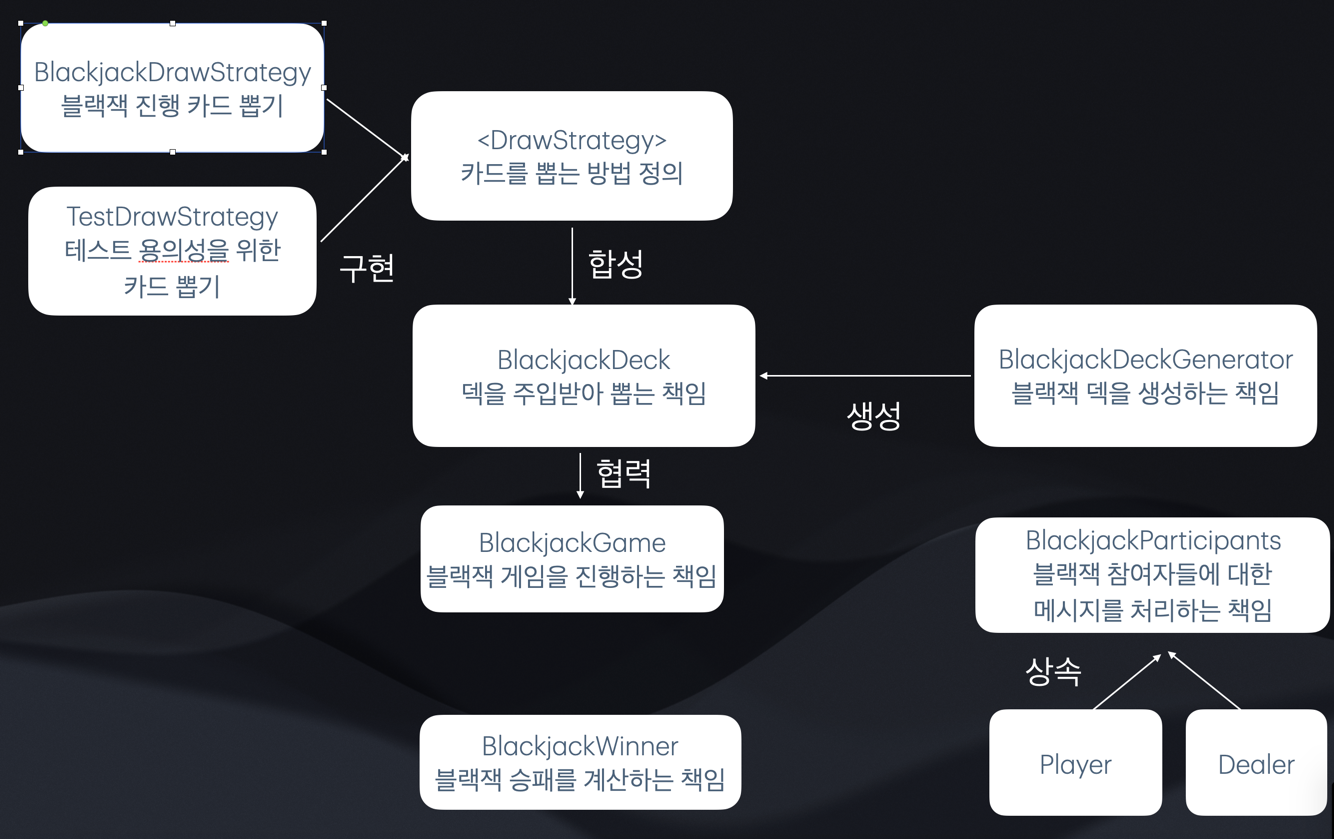 BlackjackDrawStrategy
블랙잭 진행 카드 뽑기
<DrawStrategy>
카드를 뽑는 방법 정의
TestDrawStrategy
테스트 용의성을 위한
카드 뽑기
구현
합성
BlackjackDeck
덱을 주입받아 뽑는 책임
BlackjackDeckGenerator
블랙잭 덱을 생성하는 책임
생성
협력
BlackjackGame
블랙잭 게임을 진행하는 책임
BlackjackParticipants
블랙잭 참여자들에 대한
메시지를 처리하는 책임
상속
BlackjackWinner
블랙잭 승패를 계산하는 책임
Player
Dealer